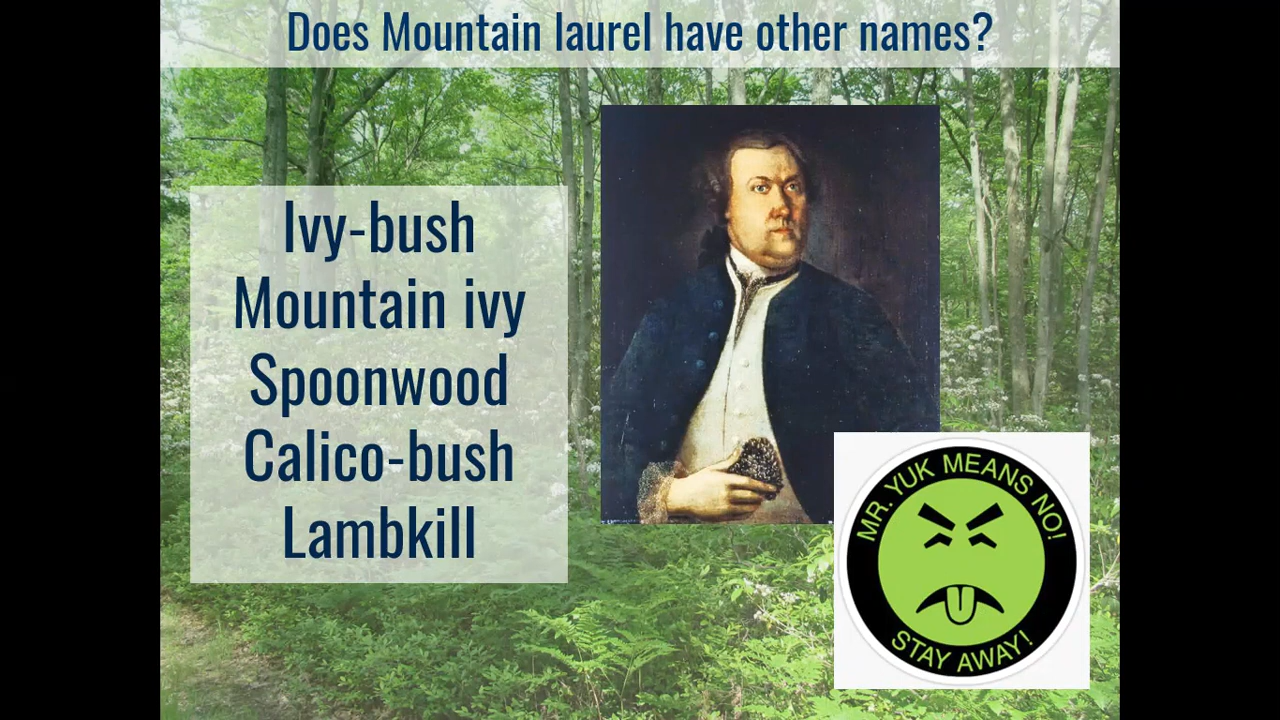 Does Mountain laurel have other names?
Ivy-bush
Mountain ivy
Spoonwood
Calico-bush
Lambkill
MR. YUK MEANS NO!
STAY AWAY!